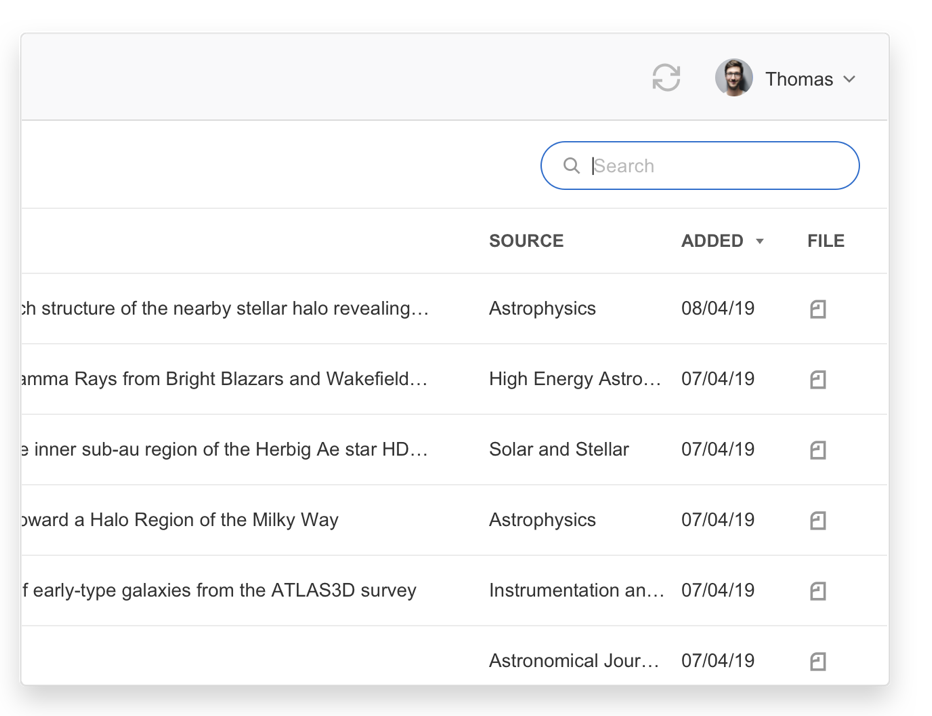 Thomas
Search
SOURCE ADDED FILE
ch structure of the nearby stellar halo revealing… Astrophysics 08/04/19
amma Rays from Bright Blazars and Wakefield… High Energy Astro… 07/04/19
e inner sub-au region of the Herbig Ae star HD… Solar and Stellar 07/04/19
oward a Halo Region of the Milky Way Astrophysics 07/04/19
f early-type galaxies from the ATLAS3D survey Instrumentation an… 07/04/19
Astronomical Jour… 07/04/19